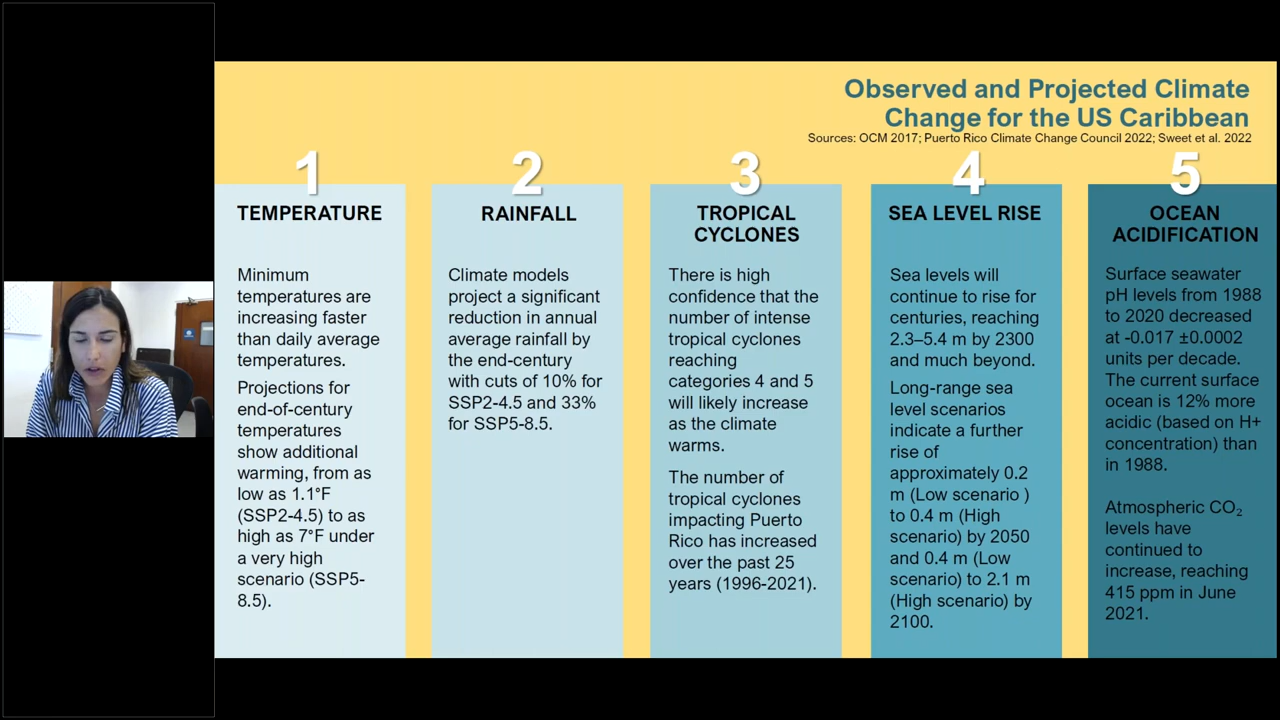 Observed and Projected Climate
Change for the US Caribbean
Sources: OCM 2017; Puerto Rico Climate Change Council 2022; Sweet et al. 2022
1
TEMPERATURE
Minimum
temperatures are
increasing faster
than daily average
temperatures.
Projections for
end-of-century
temperatures
show additional
warming, from as
low as 1.1°F
(SSP2-4.5) to as
high as 7°F under
a very high
scenario (SSP5-
8.5).
2
RAINFALL
Climate models
project a significant
reduction in annual
average rainfall by
the end-century
with cuts of 10% for
SSP2-4.5 and 33%
for SSP5-8.5.
3
TROPICAL
CYCLONES
There is high
confidence that the
number of intense
tropical cyclones
reaching
categories 4 and 5
will likely increase
as the climate
warms.
The number of
tropical cyclones
impacting Puerto
Rico has increased
over the past 25
years (1996-2021).
4
SEA LEVEL RISE
Sea levels will
continue to rise for
centuries, reaching
2.3–5.4 m by 2300
and much beyond.
Long-range sea
level scenarios
indicate a further
rise of
approximately 0.2
m (Low scenario )
to 0.4 m (High
scenario) by 2050
and 0.4 m (Low
scenario) to 2.1 m
(High scenario) by
2100.
5
OCEAN
ACIDIFICATION
Surface seawater
pH levels from 1988
to 2020 decreased
at -0.017 ±0.0002
units per decade.
The current surface
ocean is 12% more
acidic (based on H+
concentration) than
in 1988.
Atmospheric CO₂
levels have
continued to
increase, reaching
415 ppm in June
2021.